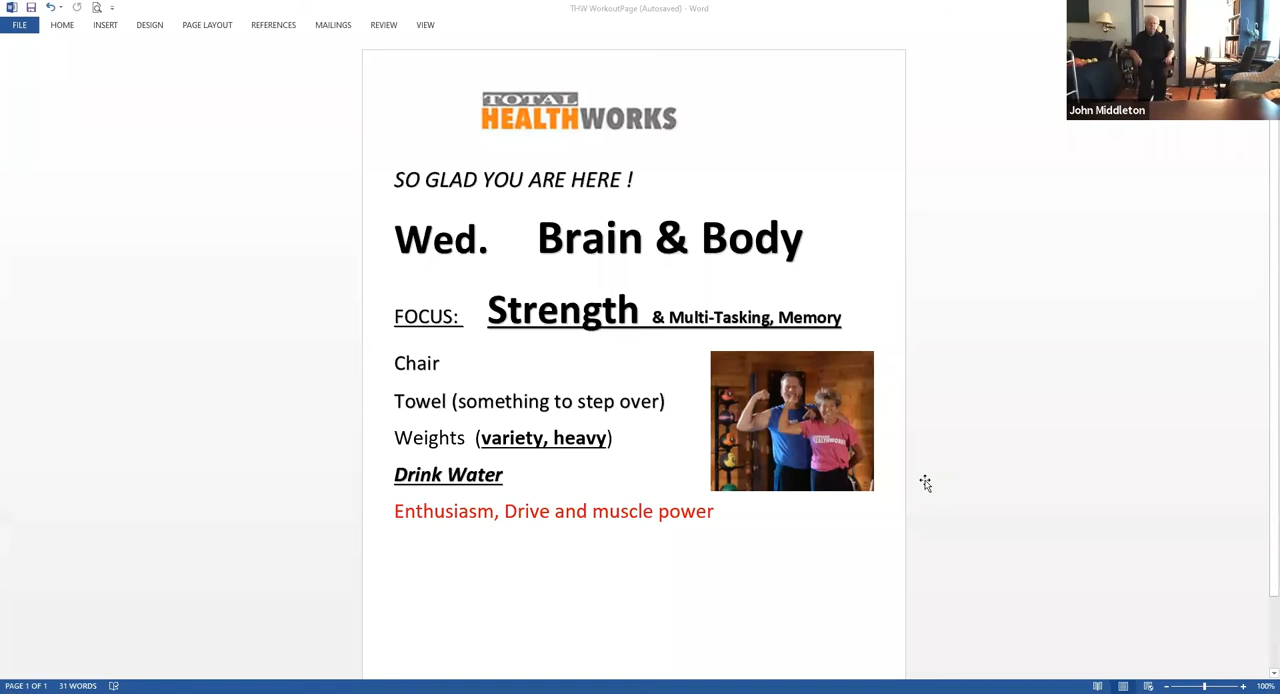 THW WorkoutPage (Autosaved) - Word
FILE HOME INSERT DESIGN PAGE LAYOUT REFERENCES MAILINGS REVIEW VIEW
John Middleton
TOTAL
HEALTHWORKS
SO GLAD YOU ARE HERE !
Wed. Brain & Body
FOCUS: Strength & Multi-Tasking, Memory
Chair
Towel (something to step over)
Weights (variety, heavy)
HEALTHWORKS
Drink Water
Enthusiasm, Drive and muscle power
PAGE 1 OF 1 31 WORDS 100%